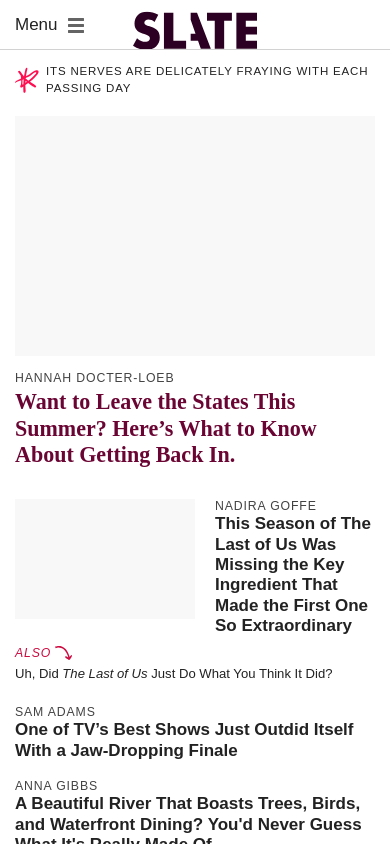 Menu
SLATE
ITS NERVES ARE DELICATELY FRAYING WITH EACH
PASSING DAY
HANNAH DOCTER-LOEB
Want to Leave the States This
Summer? Here’s What to Know
About Getting Back In.
NADIRA GOFFE
This Season of The
Last of Us Was
Missing the Key
Ingredient That
Made the First One
So Extraordinary
ALSO
Uh, Did The Last of Us Just Do What You Think It Did?
SAM ADAMS
One of TV’s Best Shows Just Outdid Itself
With a Jaw-Dropping Finale
ANNA GIBBS
A Beautiful River That Boasts Trees, Birds,
and Waterfront Dining? You'd Never Guess
What It's Really Made Of